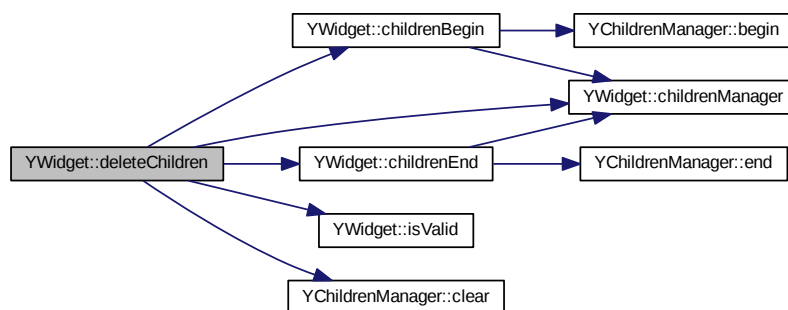 YWidget::childrenBegin
YChildrenManager::begin
YWidget::childrenManager
YWidget::deleteChildren
YWidget::childrenEnd
YChildrenManager::end
YWidget::isValid
YChildrenManager::clear